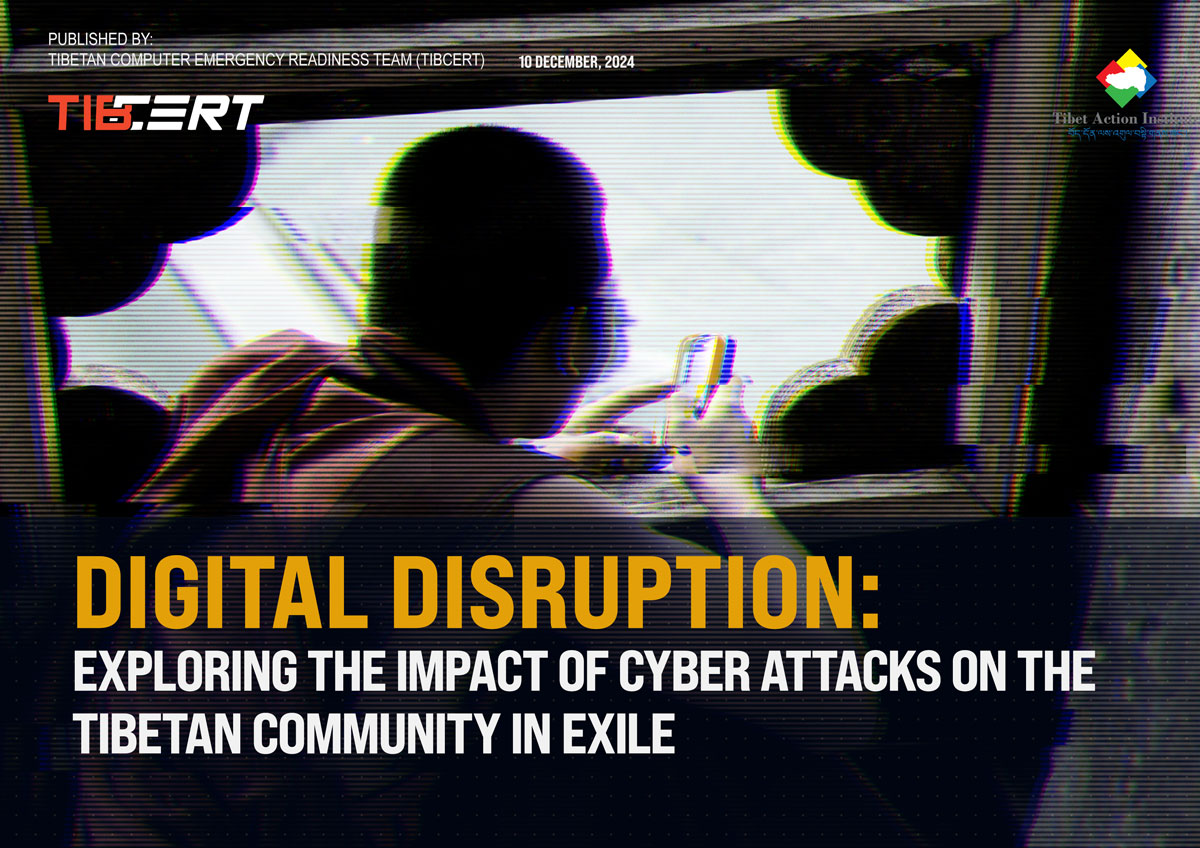 PUBLISHED BY:
TIBETAN COMPUTER EMERGENCY READINESS TEAM (TIBCERT)
10 DECEMBER, 2024
TIBCERT
Tibet Action
DIGITAL DISRUPTION:
EXPLORING THE IMPACT OF CYBER ATTACKS ON THE
TIBETAN COMMUNITY IN EXILE